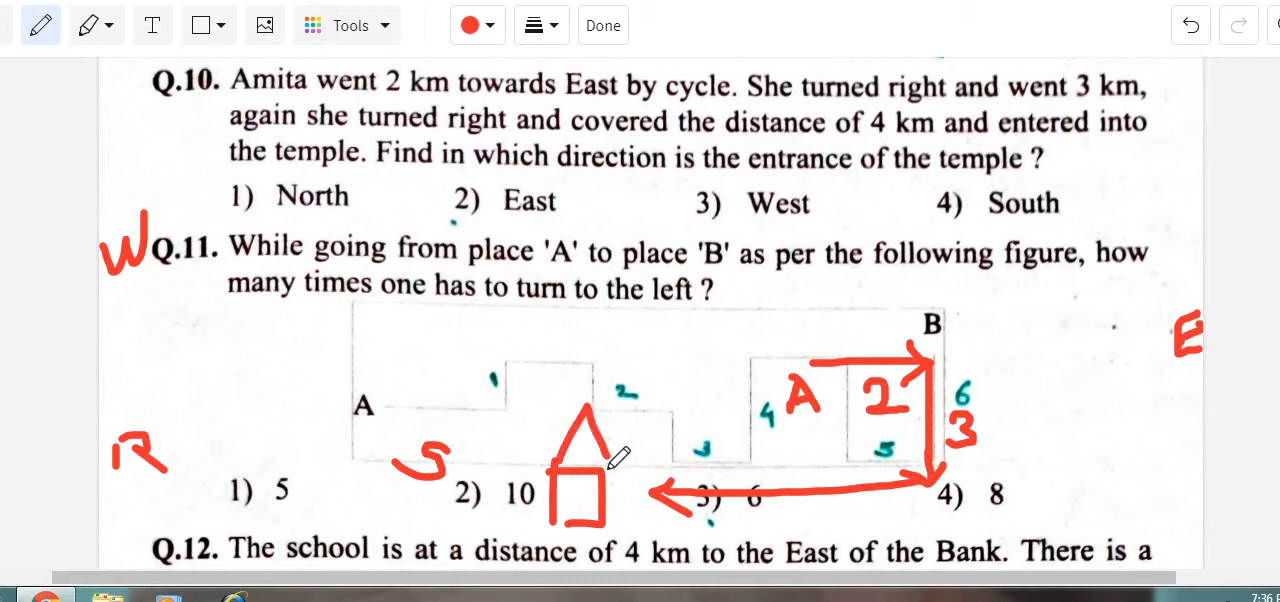 Tools Done
Q.10. Amita went 2 km towards East by cycle. She turned right and went 3 km,
again she turned right and covered the distance of 4 km and entered into
the temple. Find in which direction is the entrance of the temple ?
1) North 2) East 3) West 4) South
W
Q.11. While going from place 'A' to place 'B' as per the following figure, how
many times one has to turn to the left ?
B
E
1 2 A 2 6
A 4 3
R S 3 5
1) 5 2) 10 3) 6 4) 8
Q.12. The school is at a distance of 4 km to the East of the Bank. There is a